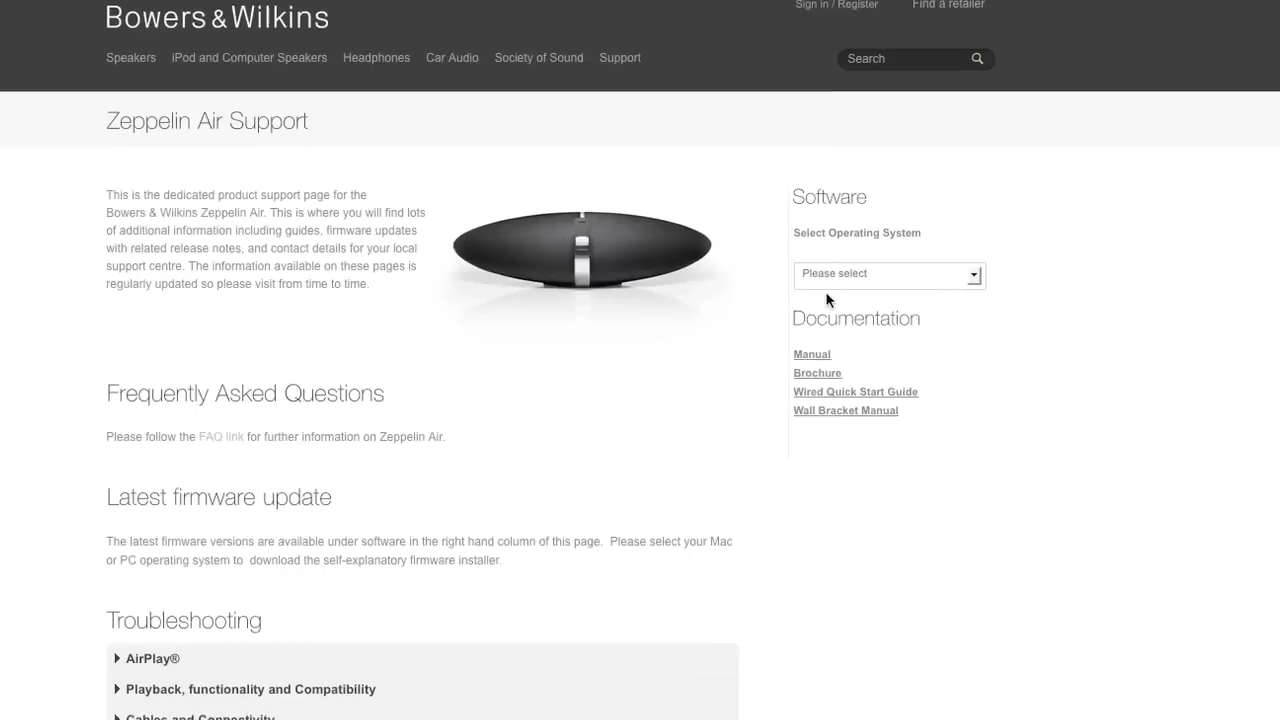 Bowers & Wilkins
Sign in / Register
Find a retailer
Speakers
iPod and Computer Speakers
Headphones
Car Audio
Society of Sound
Support
Search
Zeppelin Air Support
This is the dedicated product support page for the
Bowers & Wilkins Zeppelin Air. This is where you will find lots
of additional information including guides, firmware updates
with related release notes, and contact details for your local
support centre. The information available on these pages is
regularly updated so please visit from time to time.
Software
Select Operating System
Please select
Documentation
Manual
Brochure
Wired Quick Start Guide
Wall Bracket Manual
Frequently Asked Questions
Please follow the FAQ link for further information on Zeppelin Air.
Latest firmware update
The latest firmware versions are available under software in the right hand column of this page. Please select your Mac
or PC operating system to download the self-explanatory firmware installer.
Troubleshooting
AirPlay®
Playback, functionality and Compatibility
Cables and Connectivity